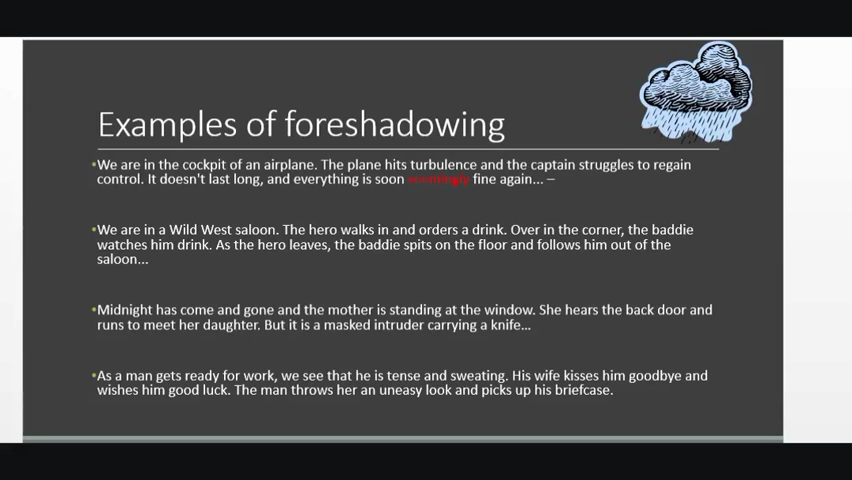 Examples of foreshadowing
•We are in the cockpit of an airplane. The plane hits turbulence and the captain struggles to regain
control. It doesn't last long, and everything is soon seemingly fine again... –
•We are in a Wild West saloon. The hero walks in and orders a drink. Over in the corner, the baddie
watches him drink. As the hero leaves, the baddie spits on the floor and follows him out of the
saloon...
•Midnight has come and gone and the mother is standing at the window. She hears the back door and
runs to meet her daughter. But it is a masked intruder carrying a knife...
•As a man gets ready for work, we see that he is tense and sweating. His wife kisses him goodbye and
wishes him good luck. The man throws her an uneasy look and picks up his briefcase.